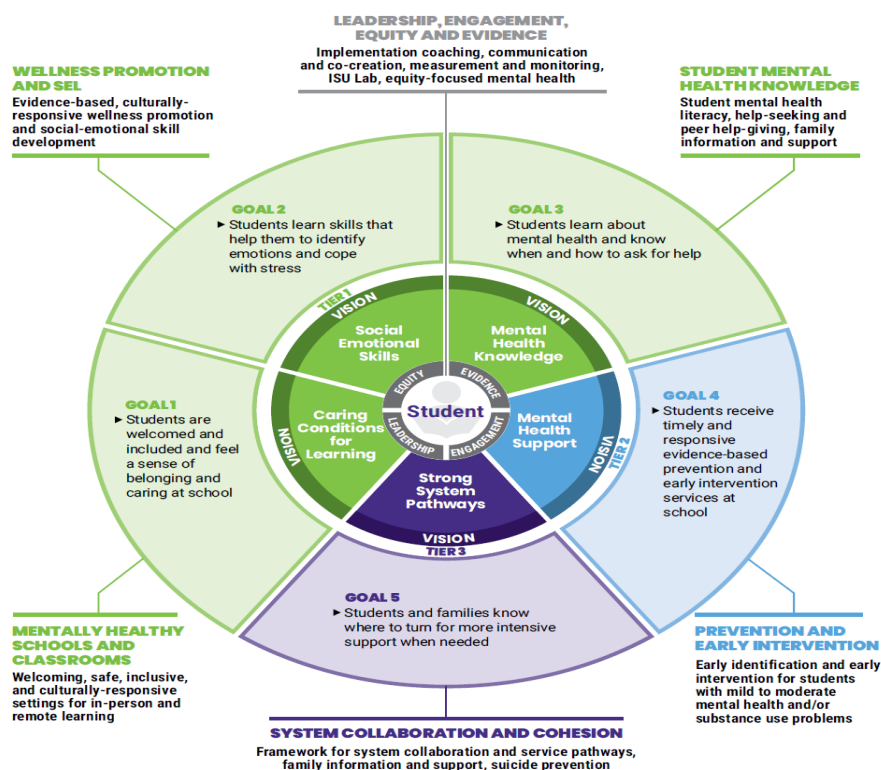 LEADERSHIP, ENGAGEMENT,
EQUITY AND EVIDENCE
Implementation coaching, communication
and co-creation, measurement and monitoring,
ISU Lab, equity-focused mental health
WELLNESS PROMOTION
AND SEL
Evidence-based, culturally-
responsive wellness promotion
and social-emotional skill
development
STUDENT MENTAL
HEALTH KNOWLEDGE
Student mental health
literacy, help-seeking and
peer help-giving, family
information and support
GOAL 2
► Students learn skills that
help them to identify
emotions and cope
with stress
GOAL 3
► Students learn about
mental health and know
when and how to ask for help
TIER 1
VISION
VISION
Social
Emotional
Skills
Mental
Health
Knowledge
EQUITY
EVIDENCE
Student
LEADERSHIP
ENGAGEMENT
GOAL 1
► Students are
welcomed and
included and feel
a sense of
belonging and
caring at school
VISION
Caring
Conditions
for
Learning
Mental
Health
Support
VISION
TIER 2
GOAL 4
► Students receive
timely and
responsive
evidence-based
prevention and
early intervention
services at
school
Strong
System
Pathways
VISION
TIER 3
GOAL 5
► Students and families know
where to turn for more intensive
support when needed
MENTALLY HEALTHY
SCHOOLS AND
CLASSROOMS
Welcoming, safe, inclusive,
and culturally-responsive
settings for in-person and
remote learning
PREVENTION AND
EARLY INTERVENTION
Early identification and early
intervention for students
with mild to moderate
mental health and/or
substance use problems
SYSTEM COLLABORATION AND COHESION
Framework for system collaboration and service pathways,
family information and support, suicide prevention